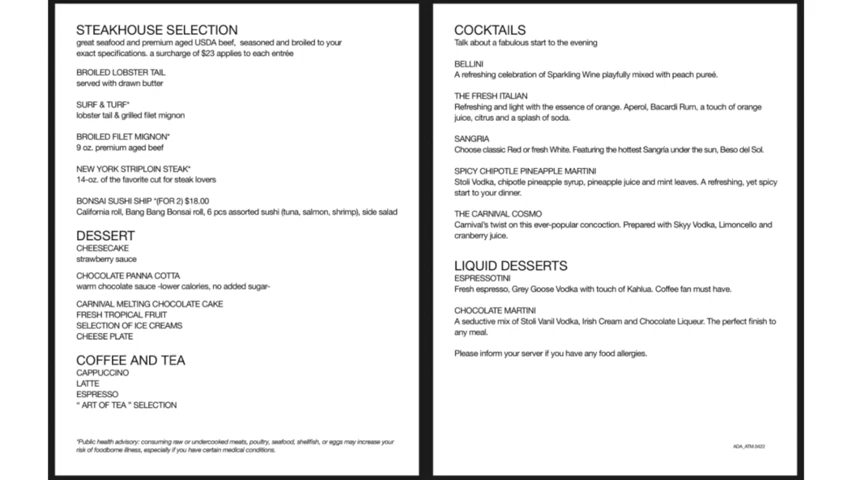 STEAKHOUSE SELECTION
great seafood and premium aged USDA beef, seasoned and broiled to your
exact specifications. a surcharge of $23 applies to each entrée
BROILED LOBSTER TAIL
served with drawn butter
SURF & TURF*
lobster tail & grilled filet mignon
BROILED FILET MIGNON*
9 oz. premium aged beef
NEW YORK STRIPLOIN STEAK*
14-oz. of the favorite cut for steak lovers
BONSAI SUSHI SHIP *(FOR 2) $18.00
California roll, Bang Bang Bonsai roll, 6 pcs assorted sushi (tuna, salmon, shrimp), side salad
DESSERT
CHEESECAKE
strawberry sauce
CHOCOLATE PANNA COTTA
warm chocolate sauce -lower calories, no added sugar-
CARNIVAL MELTING CHOCOLATE CAKE
FRESH TROPICAL FRUIT
SELECTION OF ICE CREAMS
CHEESE PLATE
COFFEE AND TEA
CAPPUCCINO
LATTE
ESPRESSO
“ ART OF TEA ” SELECTION
*Public health advisory: consuming raw or undercooked meats, poultry, seafood, shellfish, or eggs may increase your
risk of foodborne illness, especially if you have certain medical conditions.
COCKTAILS
Talk about a fabulous start to the evening
BELLINI
A refreshing celebration of Sparkling Wine playfully mixed with peach pureé.
THE FRESH ITALIAN
Refreshing and light with the essence of orange. Aperol, Bacardi Rum, a touch of orange
juice, citrus and a splash of soda.
SANGRIA
Choose classic Red or fresh White. Featuring the hottest Sangria under the sun, Beso del Sol.
SPICY CHIPOTLE PINEAPPLE MARTINI
Stoli Vodka, chipotle pineapple syrup, pineapple juice and mint leaves. A refreshing, yet spicy
start to your dinner.
THE CARNIVAL COSMO
Carnival's twist on this ever-popular concoction. Prepared with Skyy Vodka, Limoncello and
cranberry juice.
LIQUID DESSERTS
ESPRESSOTINI
Fresh espresso, Grey Goose Vodka with touch of Kahlua. Coffee fan must have.
CHOCOLATE MARTINI
A seductive mix of Stoli Vanil Vodka, Irish Cream and Chocolate Liqueur. The perfect finish to
any meal.
Please inform your server if you have any food allergies.